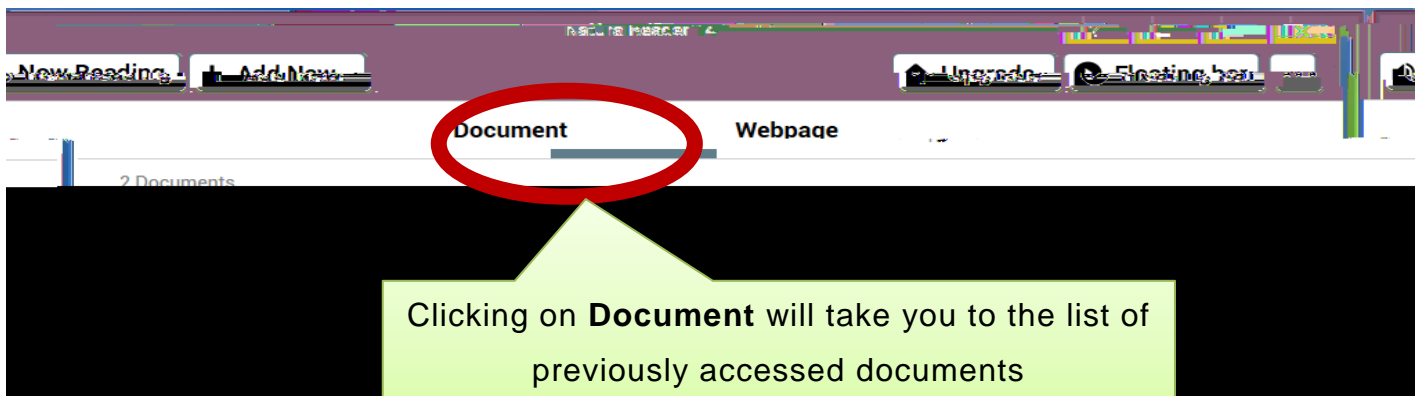 New Reading
+ Add New
Upgrade
Floating bar
Document
Webpage
2 Documents
Clicking on Document will take you to the list of
previously accessed documents